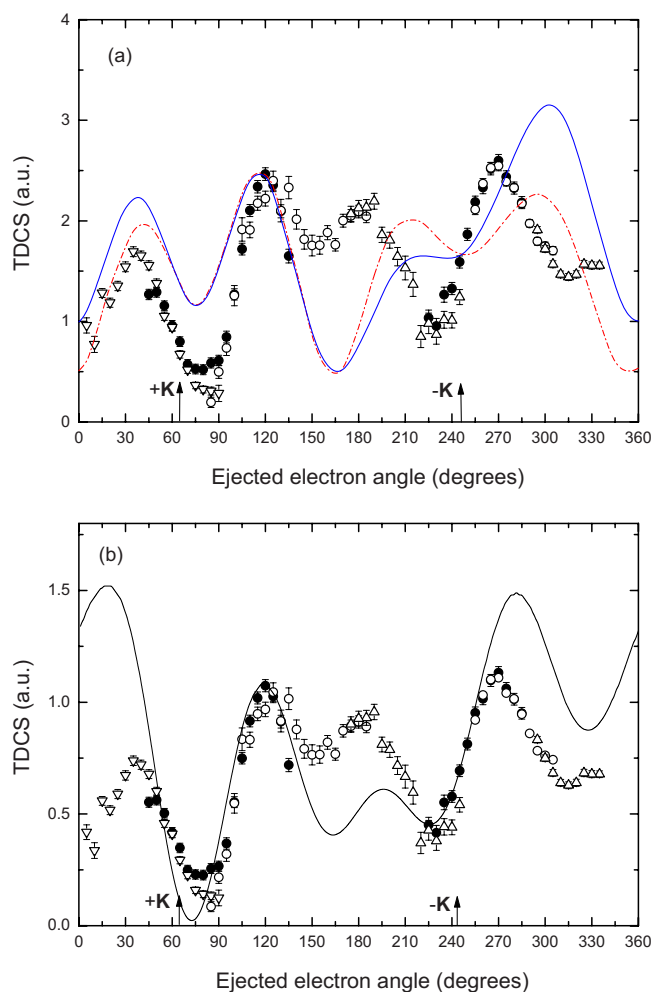 4
(a)
3
TDCS (a.u.)
2
1
+K
-K
0
0 30 60 90 120 150 180 210 240 270 300 330 360
Ejected electron angle (degrees)
(b)
1.5
TDCS (a.u.)
1.0
0.5
+K
-K
0.0
0 30 60 90 120 150 180 210 240 270 300 330 360
Ejected electron angle (degrees)